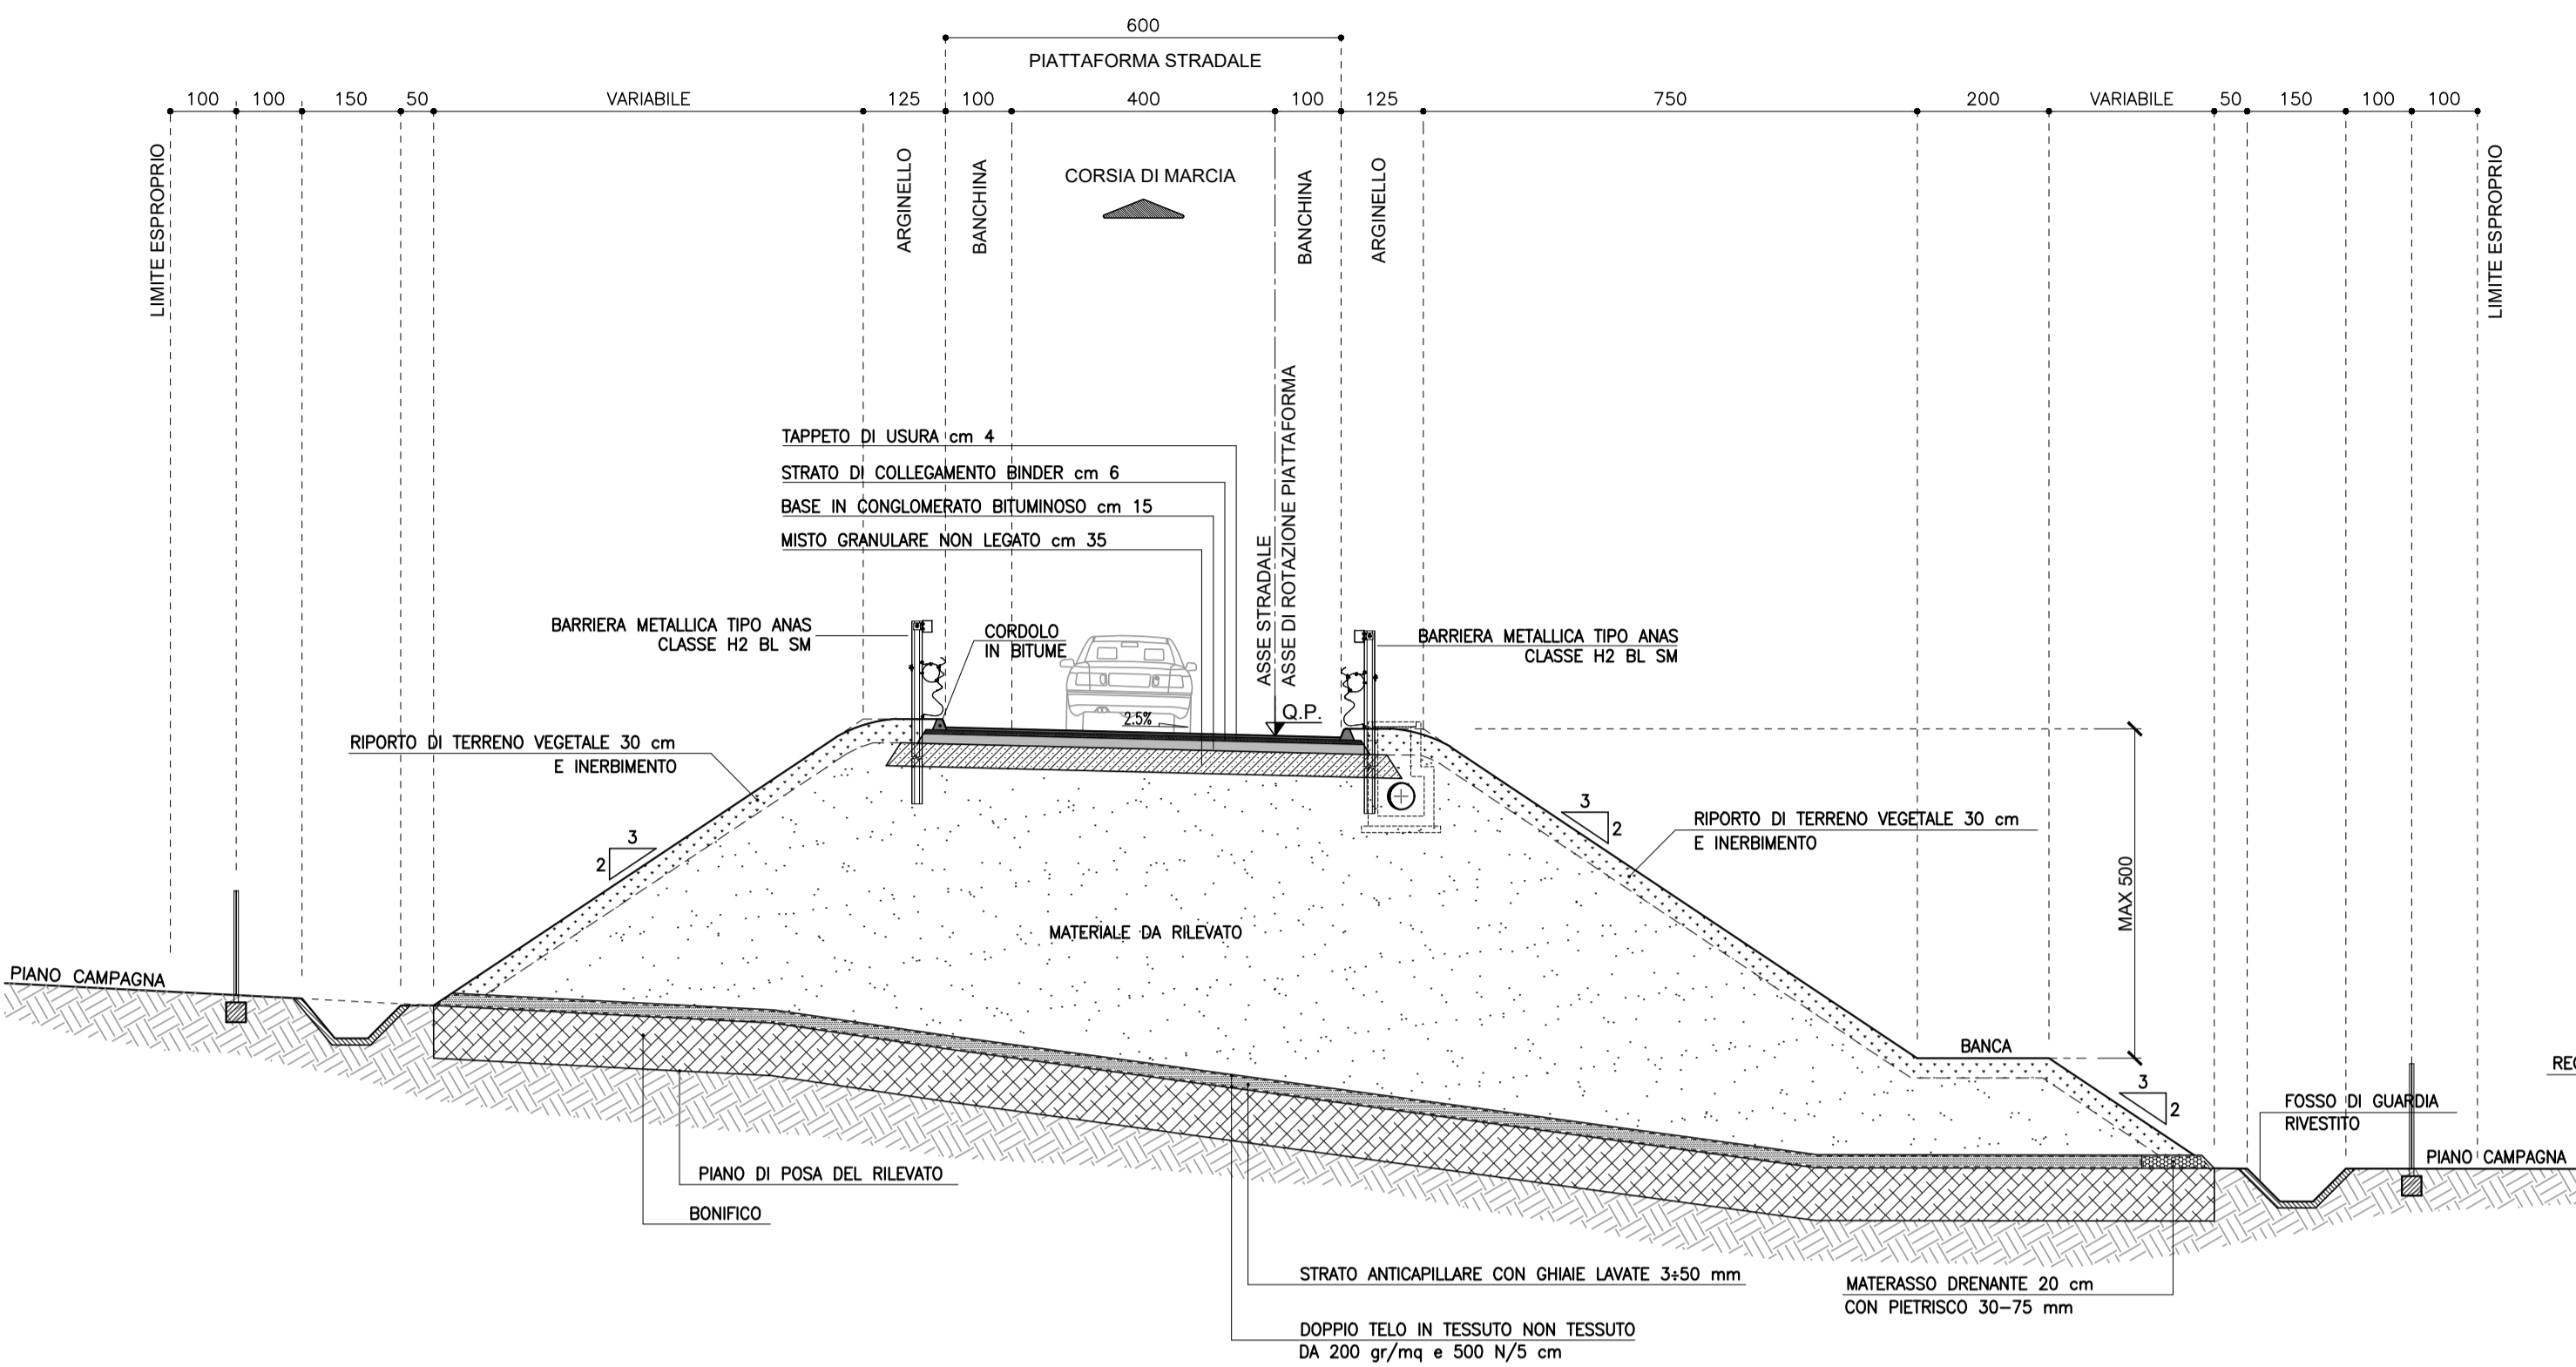 600
PIATTAFORMA STRADALE
100 100 150 50 VARIABILE 125 100 400 100 125 750 200 VARIABILE 50 150 100 100
LIMITE ESPROPRIO
ARGINELLO
BANCHINA
CORSIA DI MARCIA
BANCHINA
ARGINELLO
LIMITE ESPROPRIO
ASSE STRADALE
ASSE DI ROTAZIONE PIATTAFORMA
TAPPETO DI USURA cm 4
STRATO DI COLLEGAMENTO BINDER cm 6
BASE IN CONGLOMERATO BITUMINOSO cm 15
MISTO GRANULARE NON LEGATO cm 35
BARRIERA METALLICA TIPO ANAS
CLASSE H2 BL SM
CORDOLO
IN BITUME
BARRIERA METALLICA TIPO ANAS
CLASSE H2 BL SM
2.5%
Q.P.
RIPORTO DI TERRENO VEGETALE 30 cm
E INERBIMENTO
3
2
3
2
RIPORTO DI TERRENO VEGETALE 30 cm
E INERBIMENTO
MAX 500
MATERIALE DA RILEVATO
PIANO CAMPAGNA
BANCA
3
2
REC
FOSSO DI GUARDIA
RIVESTITO
PIANO CAMPAGNA
PIANO DI POSA DEL RILEVATO
BONIFICO
STRATO ANTICAPILLARE CON GHIAIE LAVATE 3÷50 mm
MATERASSO DRENANTE 20 cm
CON PIETRISCO 30-75 mm
DOPPIO TELO IN TESSUTO NON TESSUTO
DA 200 gr/mq e 500 N/5 cm